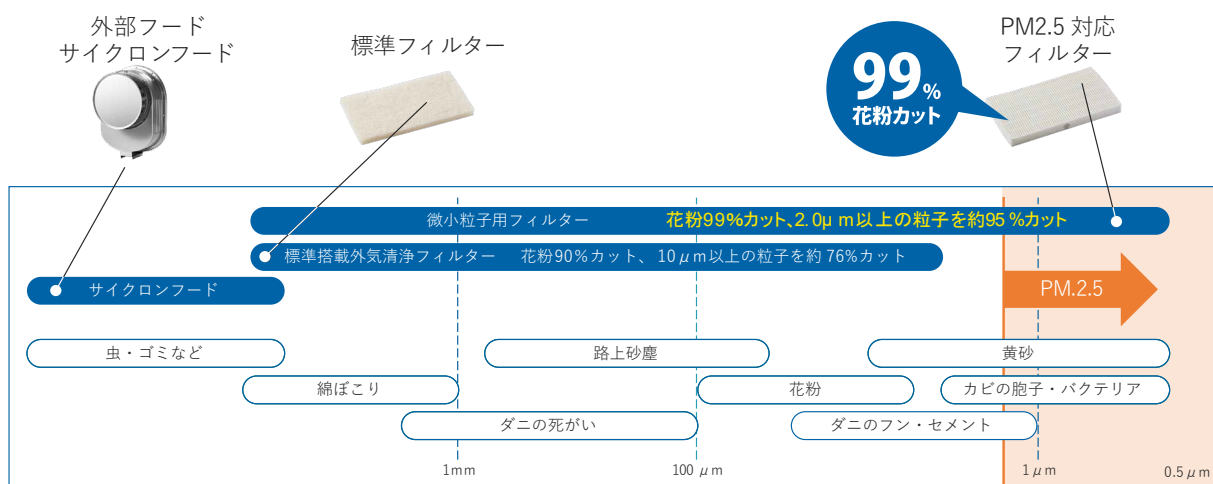 外部フード
サイクロンフード
標準フィルター
PM2.5 対応
フィルター
99%
花粉カット
微小粒子用フィルター 花粉99%カット、2.0μm以上の粒子を約95%カット
標準搭載外気清浄フィルター 花粉90%カット、10μm以上の粒子を約76%カット
サイクロンフード
PM.2.5
虫・ゴミなど
路上砂塵
黄砂
綿ぼこり
花粉
カビの胞子・バクテリア
ダニの死がい
ダニのフン・セメント
1mm
100μm
1μm
0.5μm